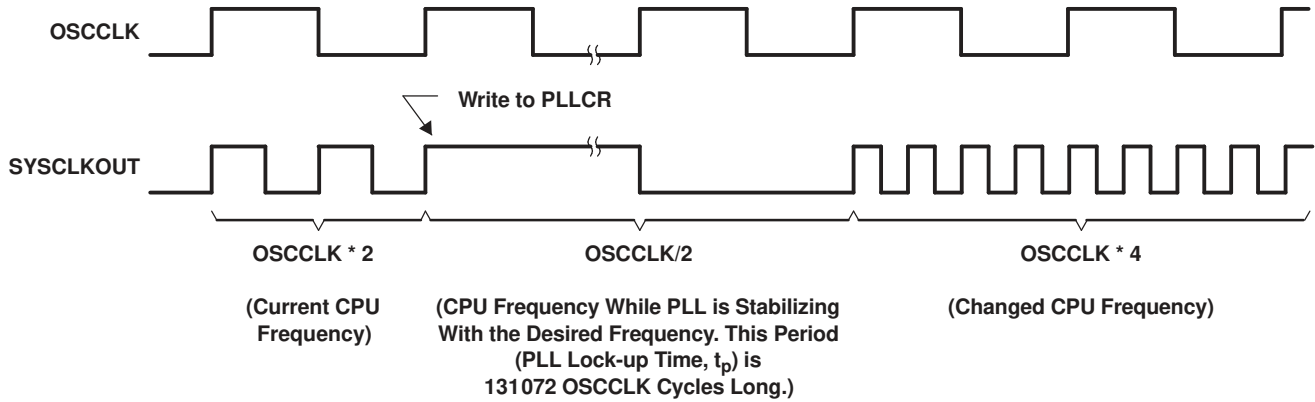 OSCCLK
Write to PLLCR
SYSCLKOUT
OSCCLK * 2
(Current CPU
Frequency)
OSCCLK/2
(CPU Frequency While PLL is Stabilizing
With the Desired Frequency. This Period
(PLL Lock-up Time, tp) is
131072 OSCCLK Cycles Long.)
OSCCLK * 4
(Changed CPU Frequency)